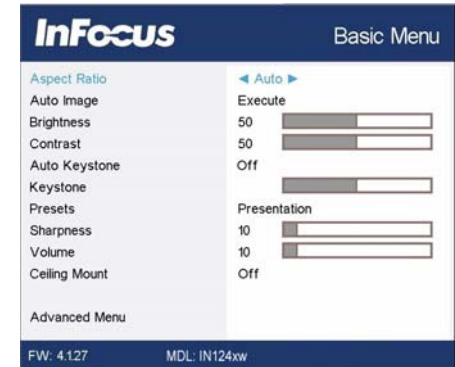 InFocus Basic Menu
Aspect Ratio ◄ Auto ►
Auto Image Execute
Brightness 50
Contrast 50
Auto Keystone Off
Keystone
Presets Presentation
Sharpness 10
Volume 10
Ceiling Mount Off
Advanced Menu
FW: 4.1.27 MDL: IN124xw